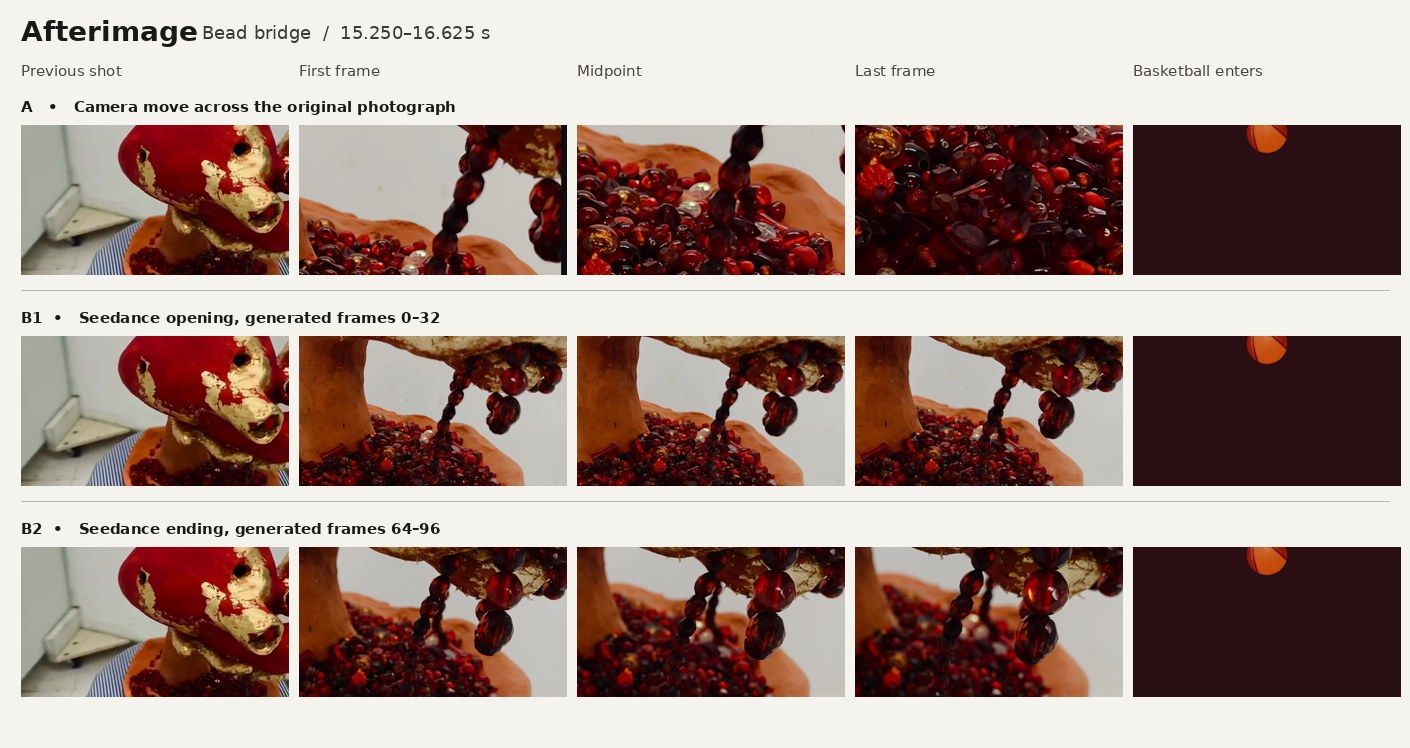 Afterimage Bead bridge / 15.250–16.625 s
Previous shot First frame Midpoint Last frame Basketball enters
A • Camera move across the original photograph
B1 • Seedance opening, generated frames 0–32
B2 • Seedance ending, generated frames 64–96